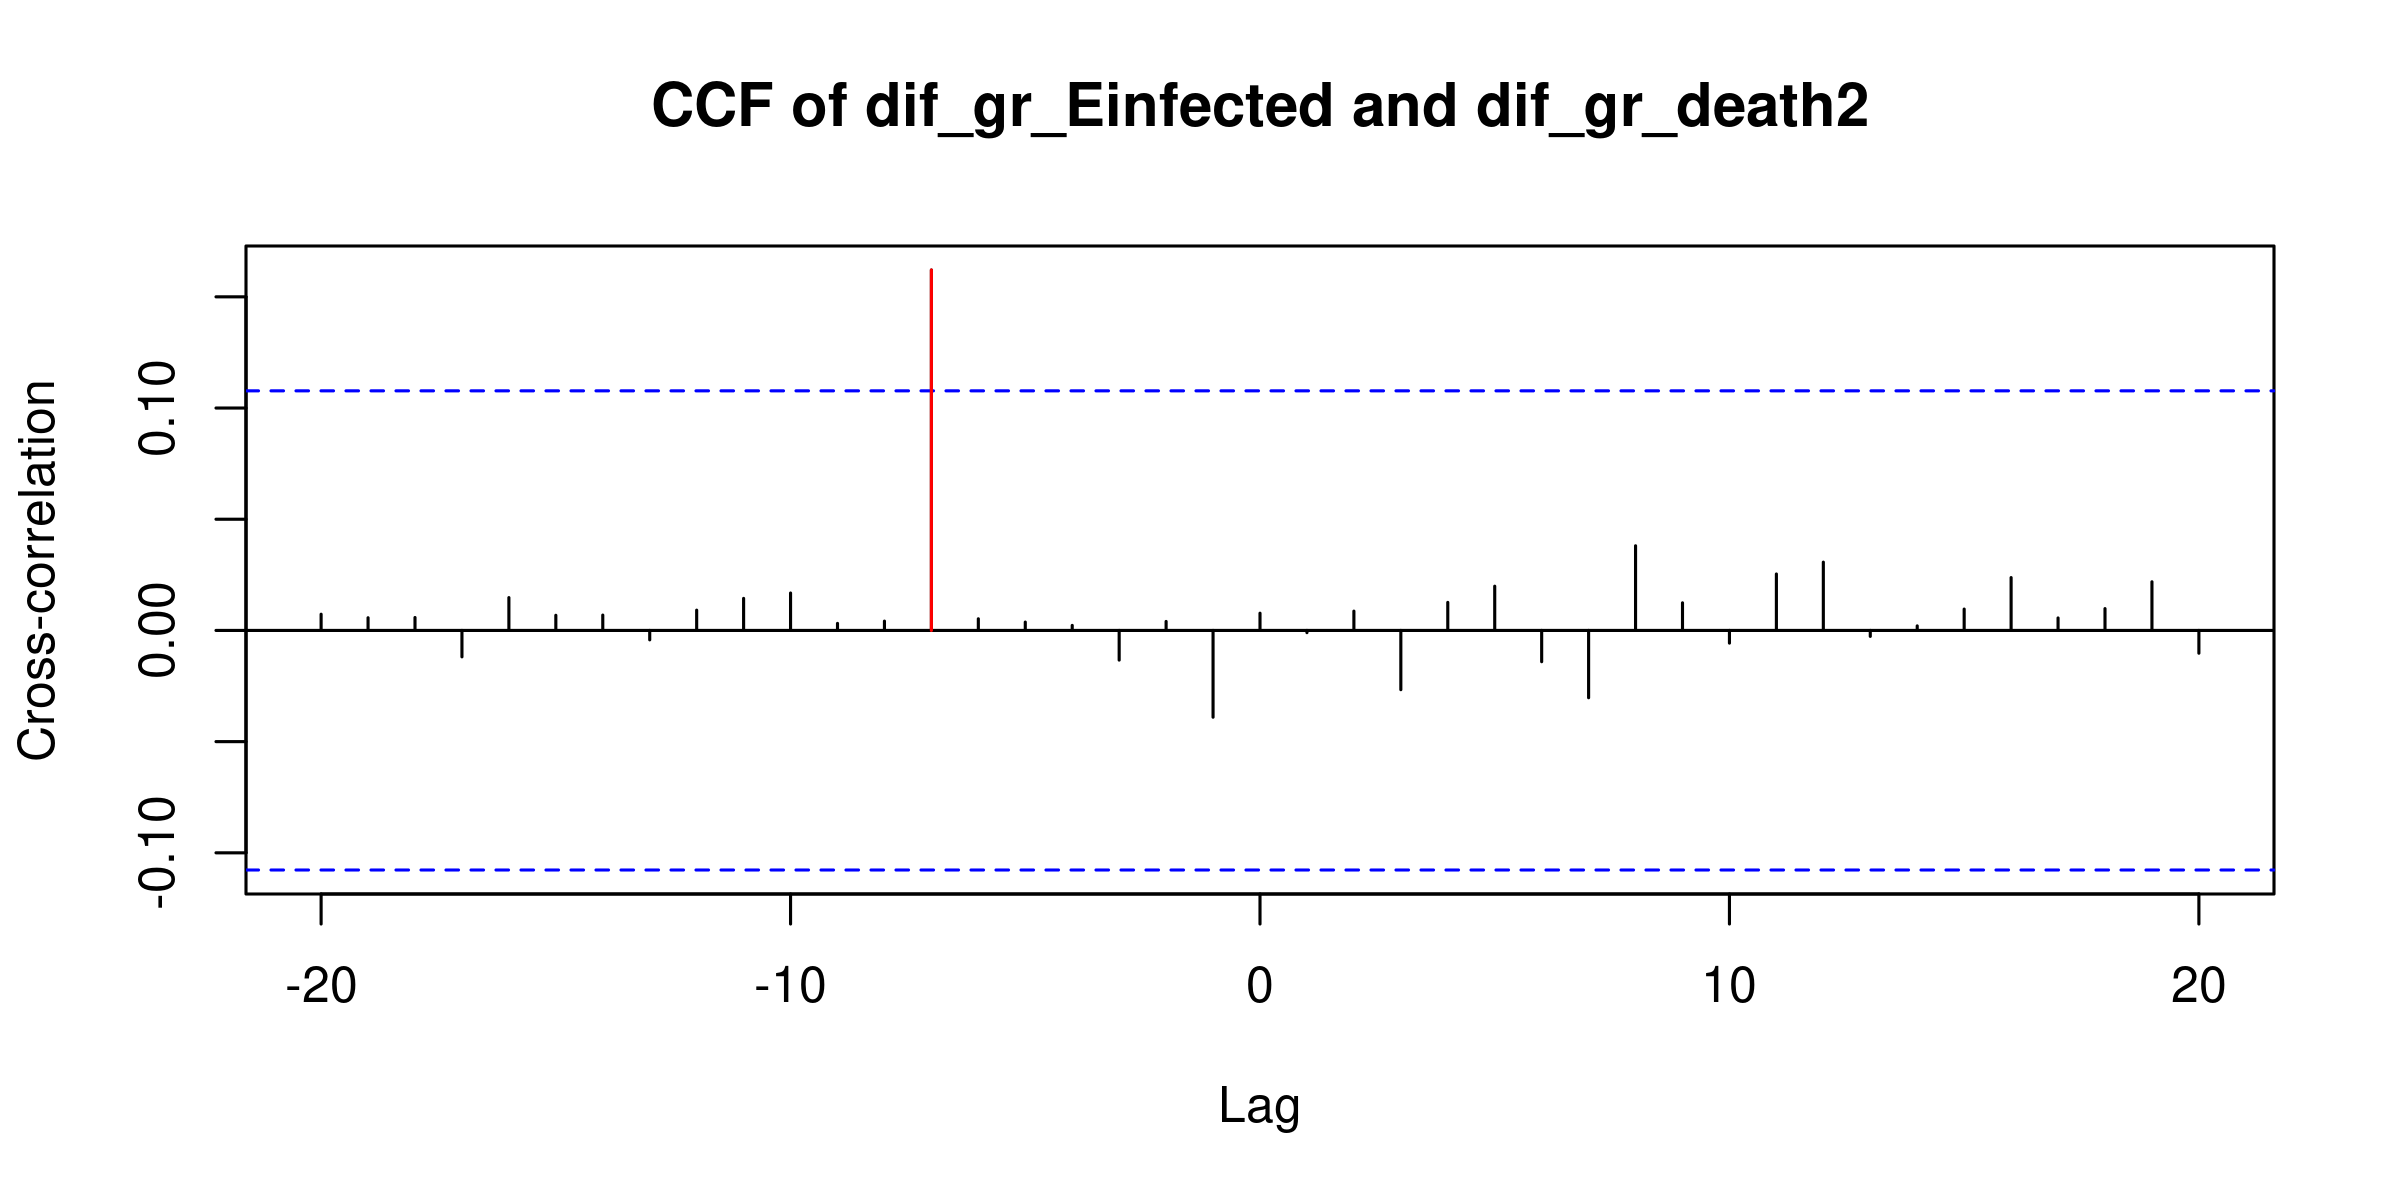 CCF of dif_gr_Einfected and dif_gr_death2
Cross-correlation
0.10
0.00
-0.10
-20 -10 0 10 20
Lag